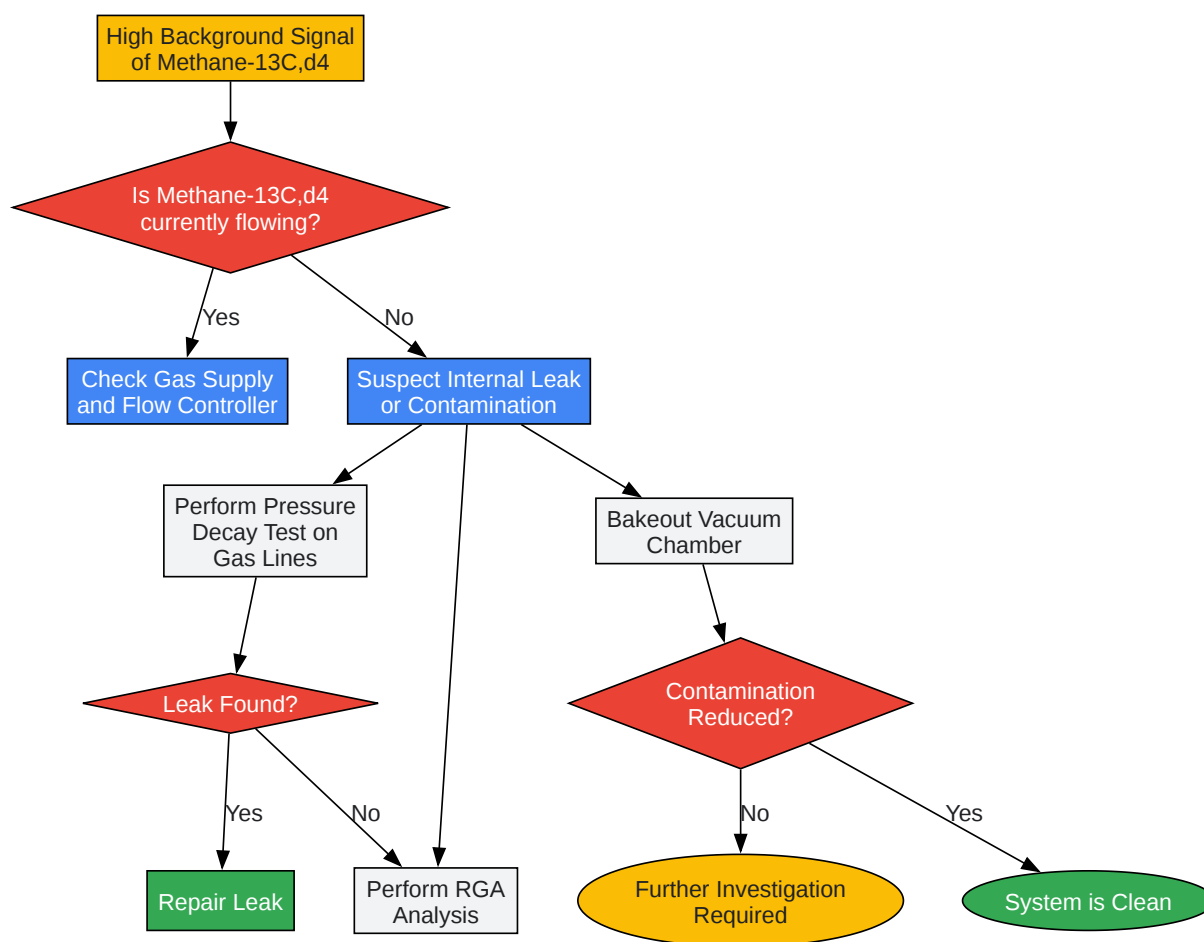 High Background Signal
of Methane-13C,d4
Is Methane-13C,d4
currently flowing?
Yes
No
Check Gas Supply
and Flow Controller
Suspect Internal Leak
or Contamination
Perform Pressure
Decay Test on
Gas Lines
Bakeout Vacuum
Chamber
Leak Found?
Contamination
Reduced?
Yes
No
No
Yes
Repair Leak
Perform RGA
Analysis
Further Investigation
Required
System is Clean